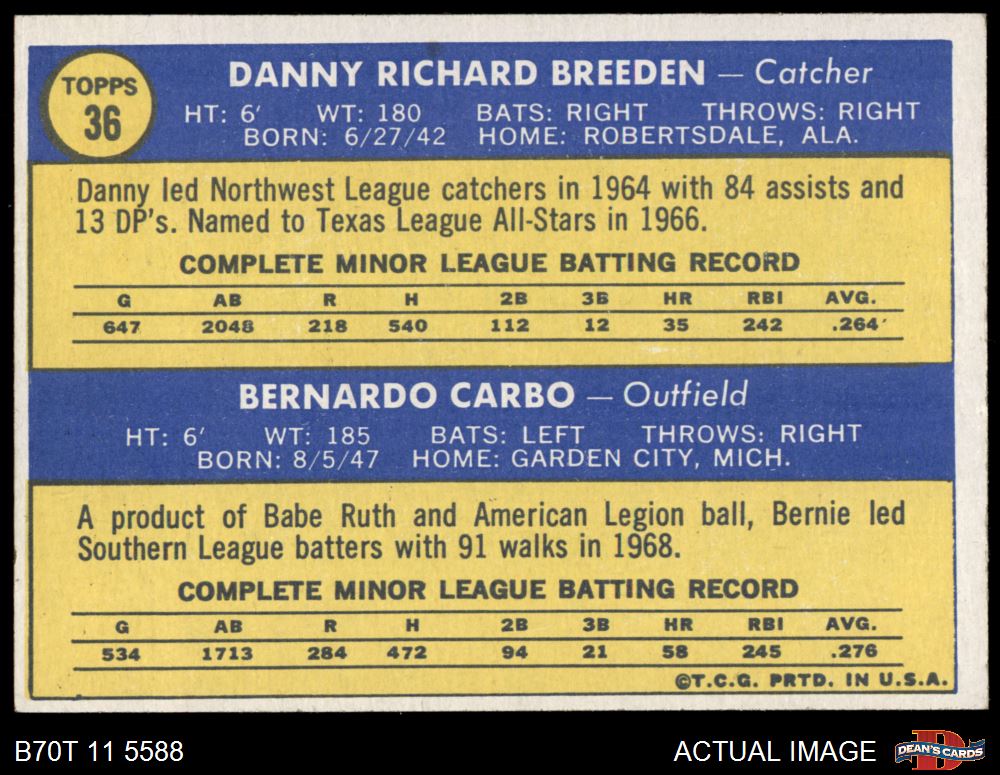 TOPPS
36
DANNY RICHARD BREEDEN — Catcher
HT: 6' WT: 180 BATS: RIGHT THROWS: RIGHT
BORN: 6/27/42 HOME: ROBERTSDALE, ALA.
Danny led Northwest League catchers in 1964 with 84 assists and
13 DP's. Named to Texas League All-Stars in 1966.
COMPLETE MINOR LEAGUE BATTING RECORD
G AB R H 2B 3B HR RBI AVG.
647 2048 218 540 112 12 35 242 .264
BERNARDO CARBO — Outfield
HT: 6' WT: 185 BATS: LEFT THROWS: RIGHT
BORN: 8/5/47 HOME: GARDEN CITY, MICH.
A product of Babe Ruth and American Legion ball, Bernie led
Southern League batters with 91 walks in 1968.
COMPLETE MINOR LEAGUE BATTING RECORD
G AB R H 2B 3B HR RBI AVG.
534 1713 284 472 94 21 58 245 .276
©T.C.G. PRTD. IN U.S.A.
B70T 11 5588
ACTUAL IMAGE
D
DEAN'S CARDS